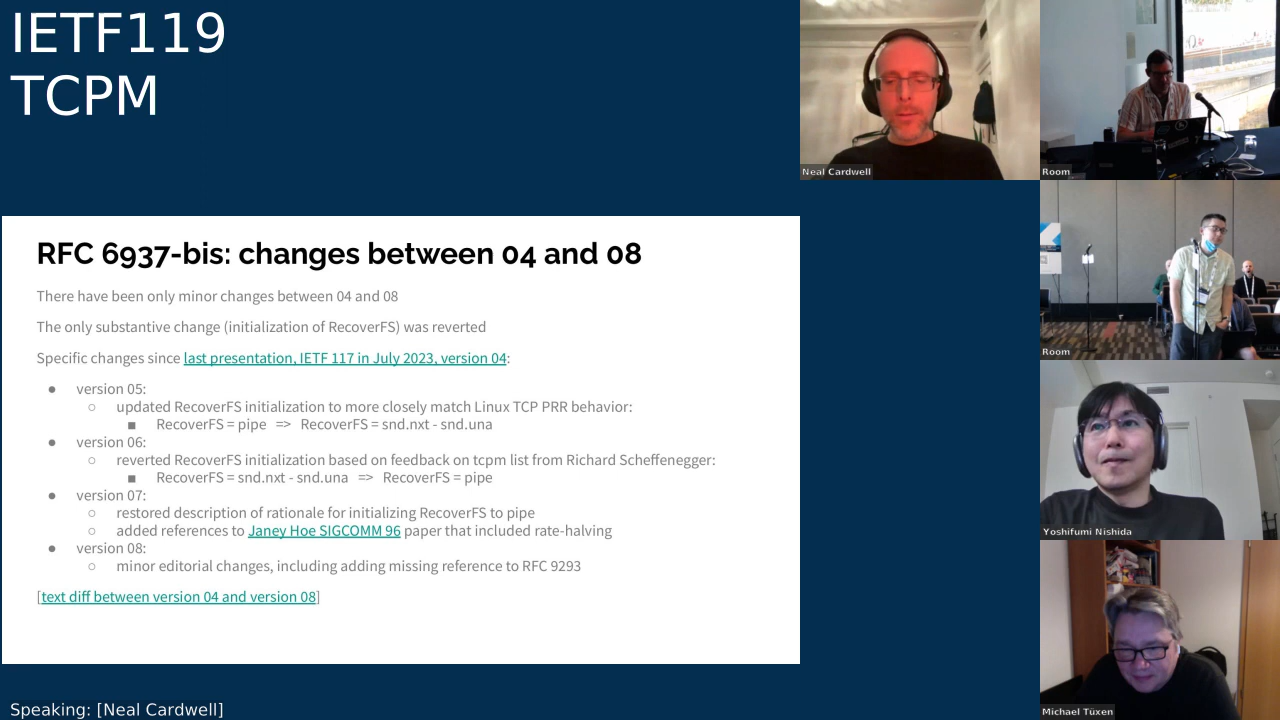 IETF119
TCPM
RFC 6937-bis: changes between 04 and 08
There have been only minor changes between 04 and 08
The only substantive change (initialization of RecoverFS) was reverted
Specific changes since last presentation, IETF 117 in July 2023, version 04:
● version 05:
○ updated RecoverFS initialization to more closely match Linux TCP PRR behavior:
■ RecoverFS = pipe => RecoverFS = snd.nxt - snd.una
● version 06:
○ reverted RecoverFS initialization based on feedback on tcpm list from Richard Scheffenegger:
■ RecoverFS = snd.nxt - snd.una => RecoverFS = pipe
● version 07:
○ restored description of rationale for initializing RecoverFS to pipe
○ added references to Janey Hoe SIGCOMM 96 paper that included rate-halving
● version 08:
○ minor editorial changes, including adding missing reference to RFC 9293
[text diff between version 04 and version 08]
Speaking: [Neal Cardwell]
Neal Cardwell
Room
Room
Yoshifumi Nishida
Michael Tüxen